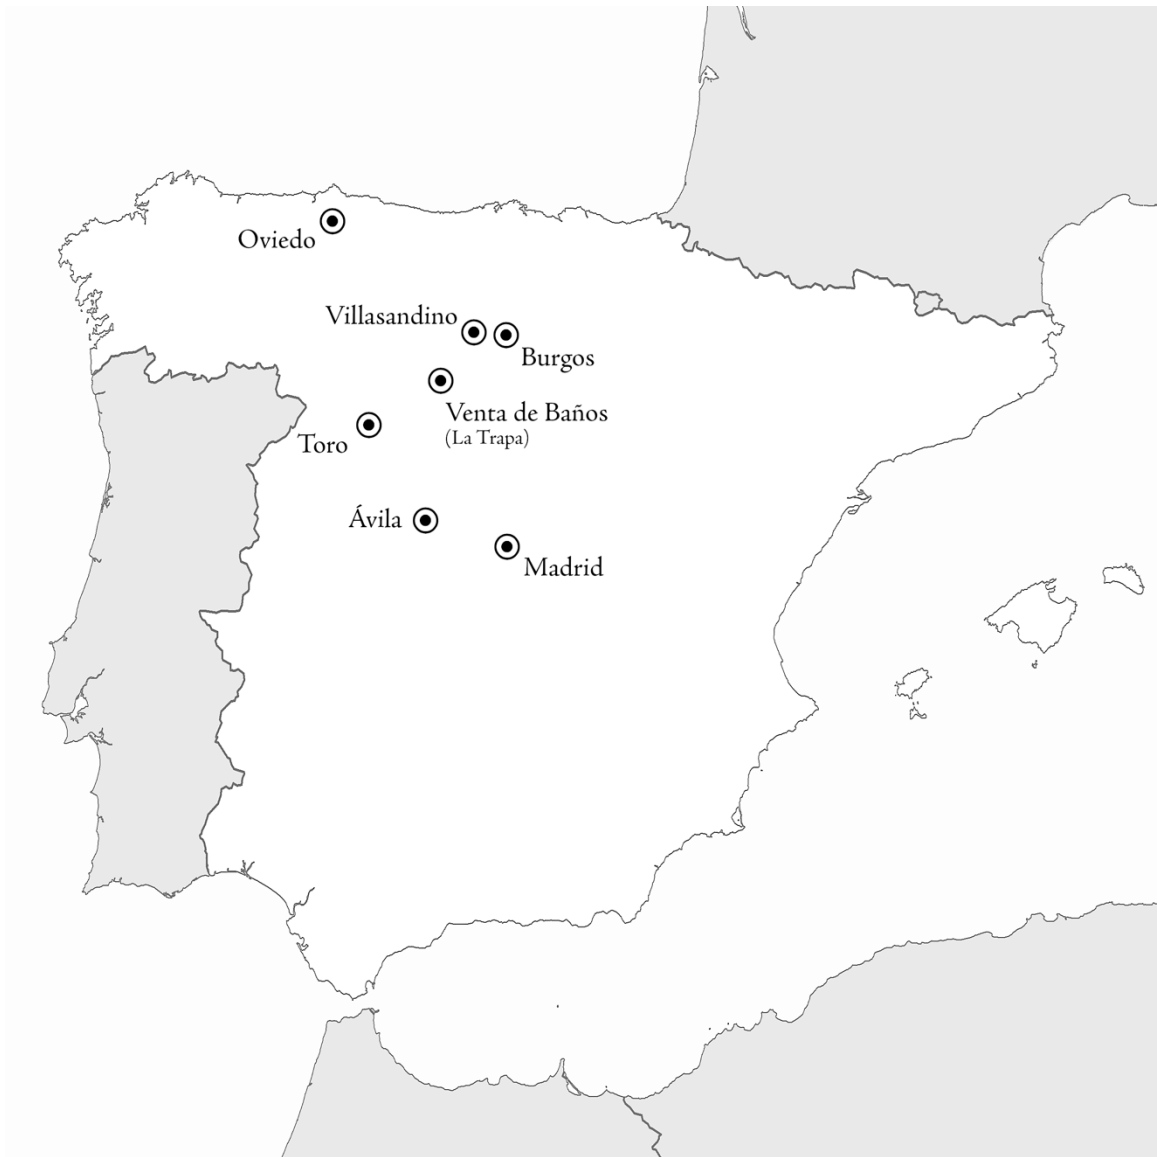 Oviedo
Villasandino
Burgos
Venta de Baños
(La Trapa)
Toro
Ávila
Madrid